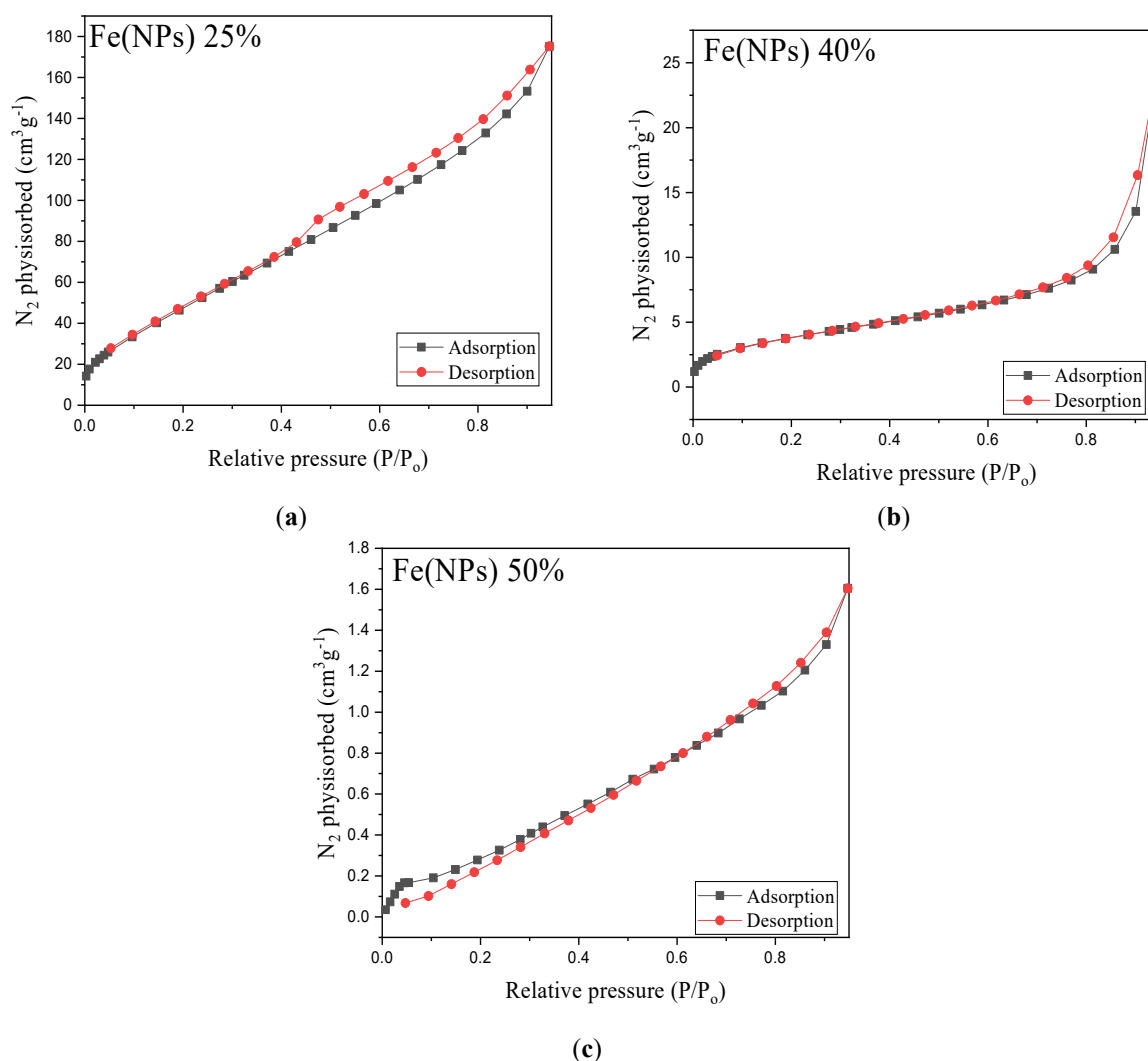 Fe(NPs) 25%
N₂ physisorbed (cm³g⁻¹)
180
160
140
120
100
80
60
40
20
0
0.0 0.2 0.4 0.6 0.8
Adsorption
Desorption
Relative pressure (P/Pₒ)
(a)
Fe(NPs) 40%
N₂ physisorbed (cm³g⁻¹)
25
20
15
10
5
0
0.0 0.2 0.4 0.6 0.8
Adsorption
Desorption
Relative pressure (P/Pₒ)
(b)
Fe(NPs) 50%
N₂ physisorbed (cm³g⁻¹)
1.8
1.6
1.4
1.2
1.0
0.8
0.6
0.4
0.2
0.0
0.0 0.2 0.4 0.6 0.8
Adsorption
Desorption
Relative pressure (P/Pₒ)
(c)